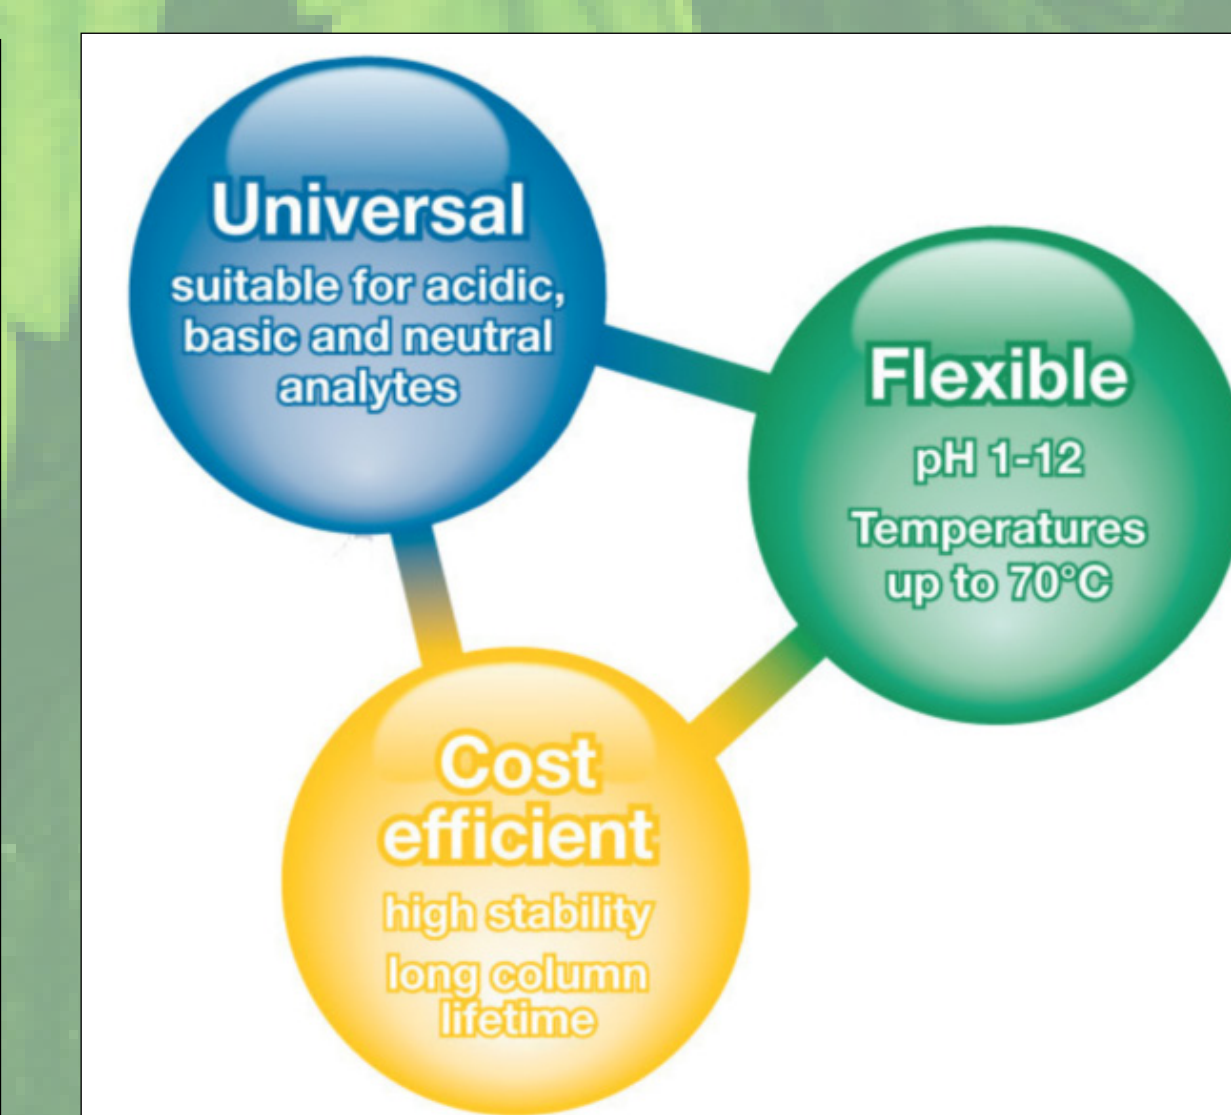 Universal
suitable for acidic,
basic and neutral
analytes
Flexible
pH 1-12
Temperatures
up to 70°C
Cost
efficient
high stability
long column
lifetime